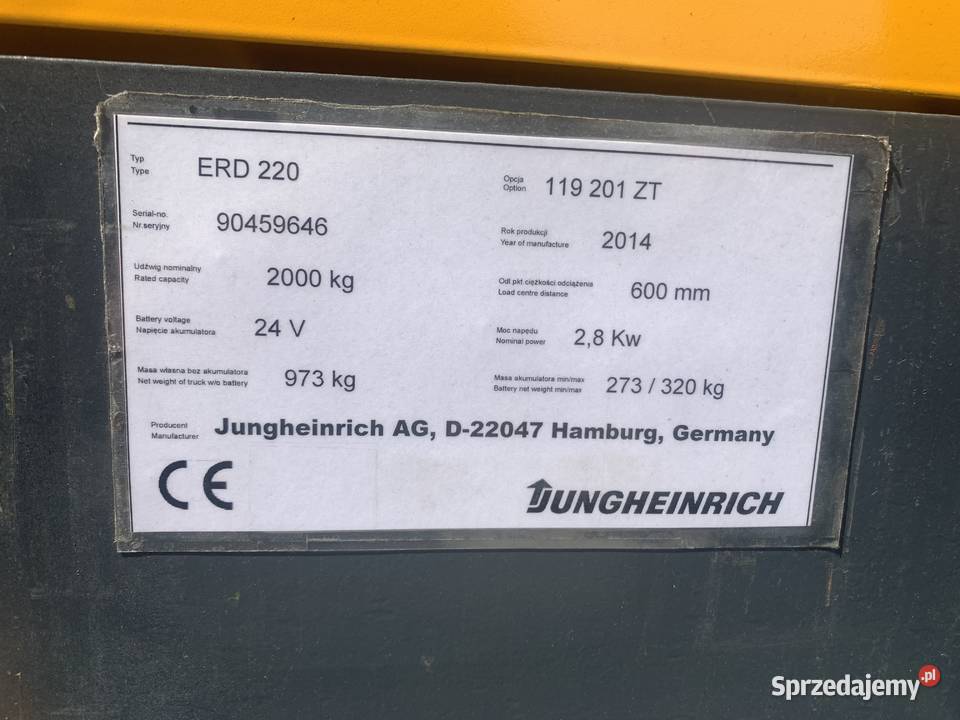 Typ
Type
ERD 220
Opcja
Option
119 201 ZT
Serial-no.
Nr.seryjny
90459646
Rok produkcji
Year of manufacture
2014
Udźwig nominalny
Rated capacity
2000 kg
Odl.pkt.ciężkości odciążenia
Load centre distance
600 mm
Battery voltage
Napięcie akumulatora
24 V
Moc napędu
Nominal power
2,8 Kw
Masa własna bez akumulatora
Net weight of truck w/o battery
973 kg
Masa akumulatora min/max
Battery net weight min/max
273 / 320 kg
Producent
Manufacturer
Jungheinrich AG, D-22047 Hamburg, Germany
CE
JUNGHEINRICH
Sprzedajemy.pl